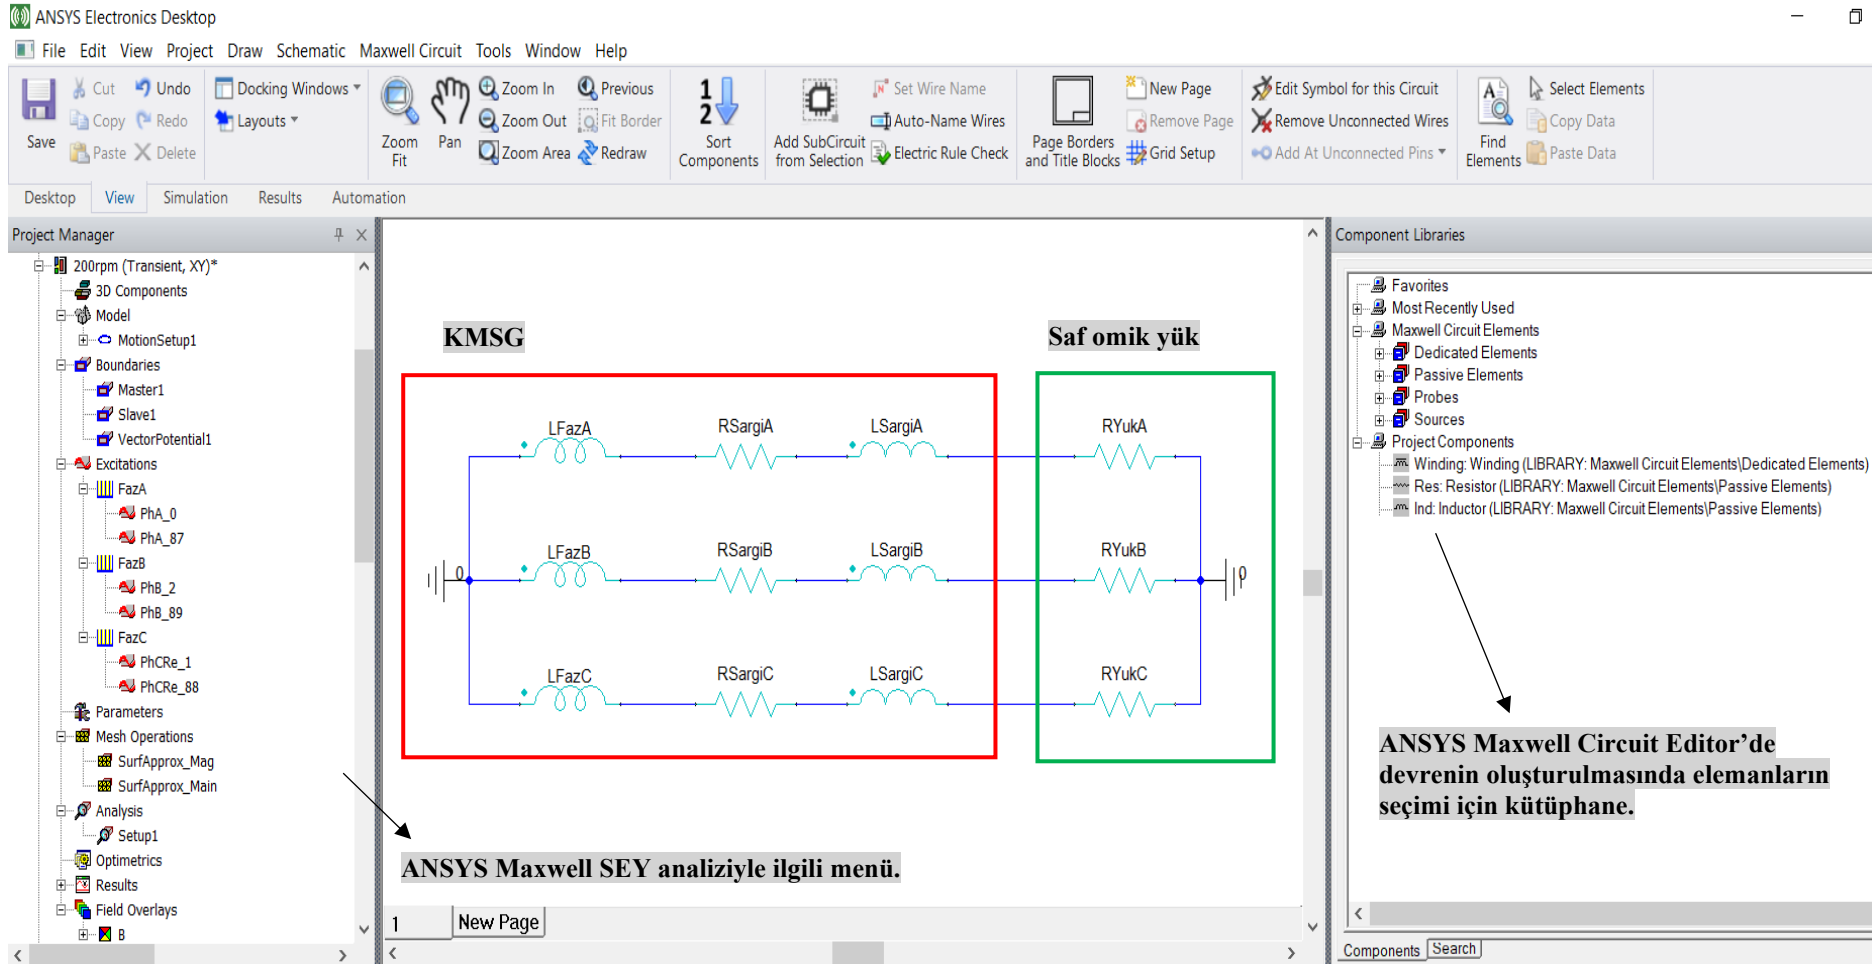 ANSYS Electronics Desktop
File Edit View Project Draw Schematic Maxwell Circuit Tools Window Help
Save
Cut
Copy
Paste
Undo
Redo
Delete
Docking Windows
Layouts
Zoom Fit
Pan
Zoom In
Zoom Out
Zoom Area
Previous
Fit Border
Redraw
1
2
Sort Components
Add SubCircuit from Selection
Set Wire Name
Auto-Name Wires
Electric Rule Check
Page Borders and Title Blocks
New Page
Remove Page
Grid Setup
Edit Symbol for this Circuit
Remove Unconnected Wires
Add At Unconnected Pins
Find Elements
Select Elements
Copy Data
Paste Data
Desktop View Simulation Results Automation
Project Manager
200rpm (Transient, XY)*
3D Components
Model
MotionSetup1
Boundaries
Master1
Slave1
VectorPotential1
Excitations
FazA
PhA_0
PhA_87
FazB
PhB_2
PhB_89
FazC
PhCRe_1
PhCRe_88
Parameters
Mesh Operations
SurfApprox_Mag
SurfApprox_Main
Analysis
Setup1
Optimetrics
Results
Field Overlays
B
KMSG
Saf omik yük
LFazA RSargiA LSargiA RYukA
LFazB RSargiB LSargiB RYukB
0
0
LFazC RSargiC LSargiC RYukC
ANSYS Maxwell SEY analiziyle ilgili menü.
1 New Page
Component Libraries
Favorites
Most Recently Used
Maxwell Circuit Elements
Dedicated Elements
Passive Elements
Probes
Sources
Project Components
Winding: Winding (LIBRARY: Maxwell Circuit Elements\Dedicated Elements)
Res: Resistor (LIBRARY: Maxwell Circuit Elements\Passive Elements)
Ind: Inductor (LIBRARY: Maxwell Circuit Elements\Passive Elements)
ANSYS Maxwell Circuit Editor’de
devrenin oluşturulmasında elemanların
seçimi için kütüphane.
Components Search